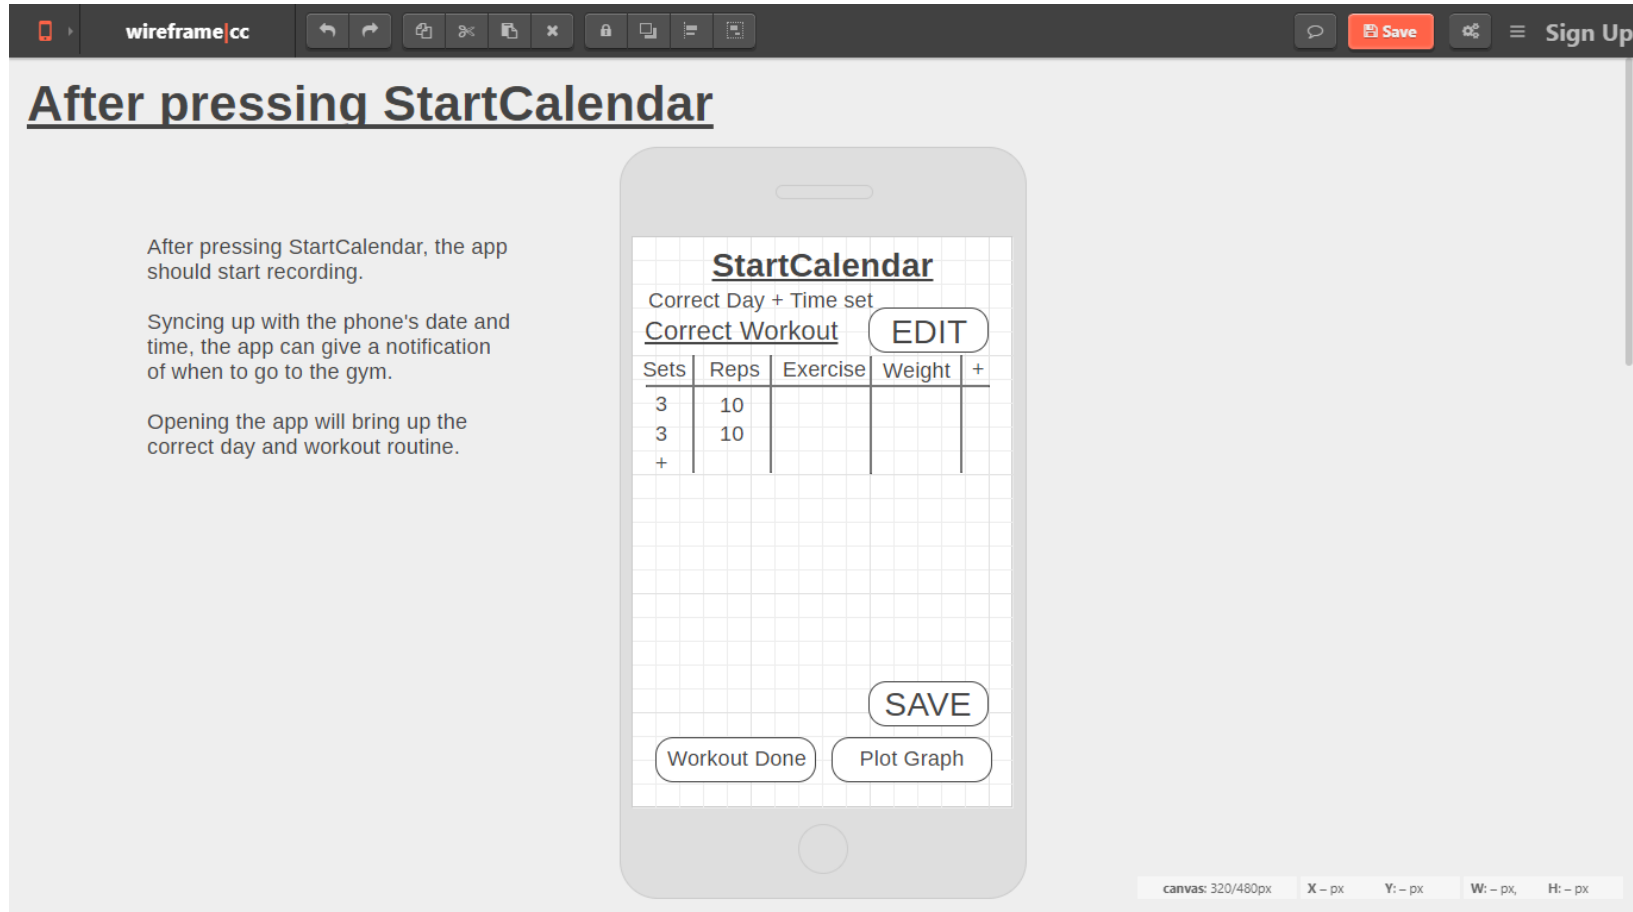 wireframe|cc
Save
Sign Up
After pressing StartCalendar
After pressing StartCalendar, the app
should start recording.
Syncing up with the phone's date and
time, the app can give a notification
of when to go to the gym.
Opening the app will bring up the
correct day and workout routine.
StartCalendar
Correct Day + Time set
Correct Workout EDIT
Sets Reps Exercise Weight +
3 10
3 10
+
SAVE
Workout Done Plot Graph
canvas: 320/480px X – px Y: – px W: – px, H: – px